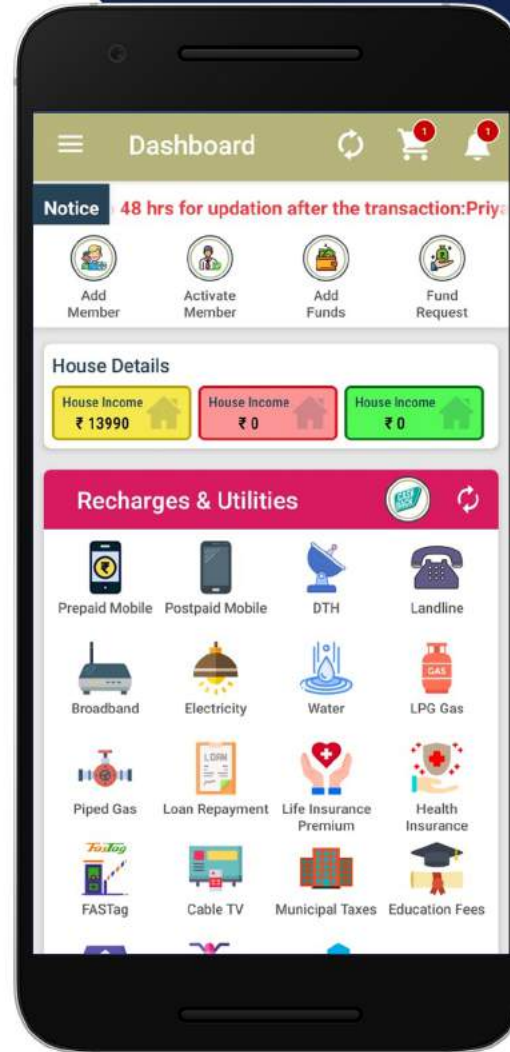 Dashboard
1
1
Notice
48 hrs for updation after the transaction:Priya
Add
Member
Activate
Member
Add
Funds
Fund
Request
House Details
House Income
₹ 13990
House Income
₹ 0
House Income
₹ 0
Recharges & Utilities
CASH
BACK
Prepaid Mobile
Postpaid Mobile
DTH
Landline
Broadband
Electricity
Water
GAS
LPG Gas
LOAN
Piped Gas
Loan Repayment
Life Insurance
Premium
Health
Insurance
FASTag
FASTag
Cable TV
Municipal Taxes
Education Fees